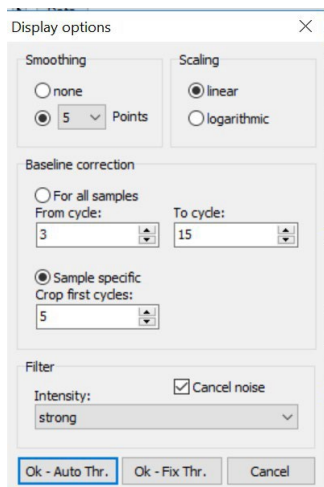 Display options
Smoothing
none
5 Points
Scaling
linear
logarithmic
Baseline correction
For all samples
From cycle: To cycle:
3 15
Sample specific
Crop first cycles:
5
Filter
Intensity: Cancel noise
strong
Ok - Auto Thr. Ok - Fix Thr. Cancel